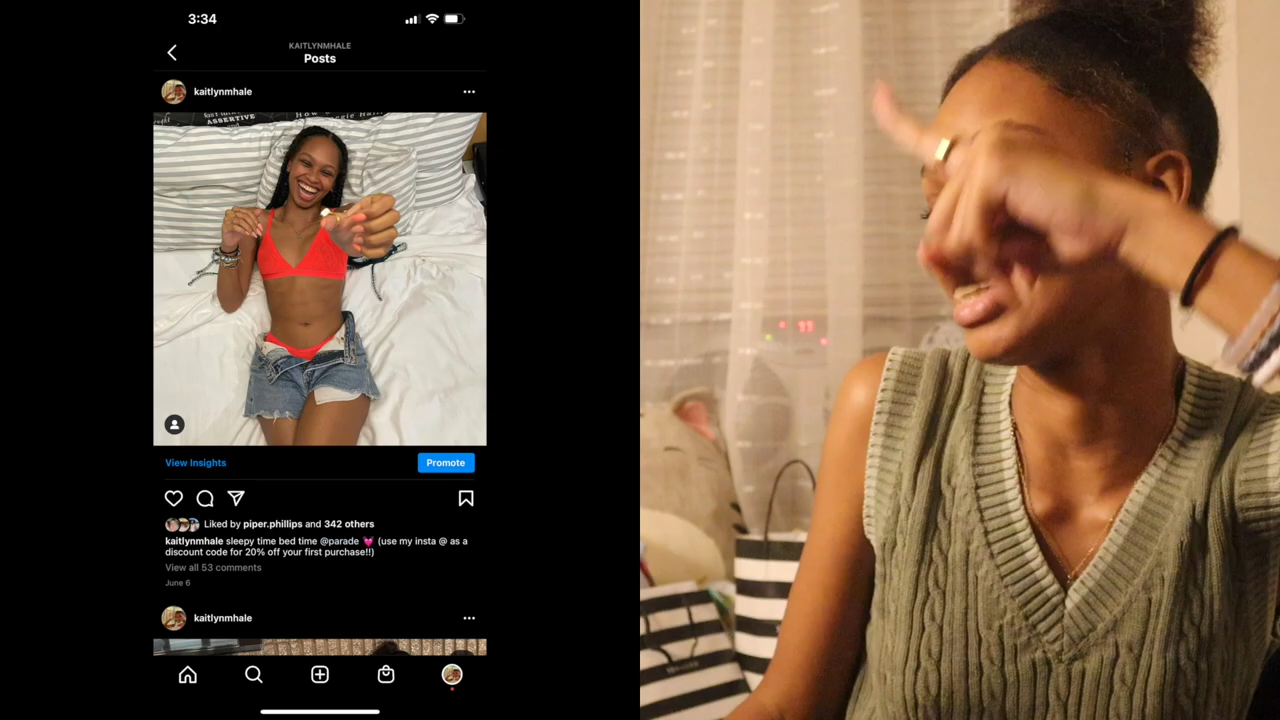 3:34
KAITLYNMHALE
Posts
kaitlynmhale
ASSERTIVE
View Insights
Promote
Liked by piper.phillips and 342 others
kaitlynmhale sleepy time bed time @parade 💓 (use my insta @ as a
discount code for 20% off your first purchase!!)
View all 53 comments
June 6
kaitlynmhale